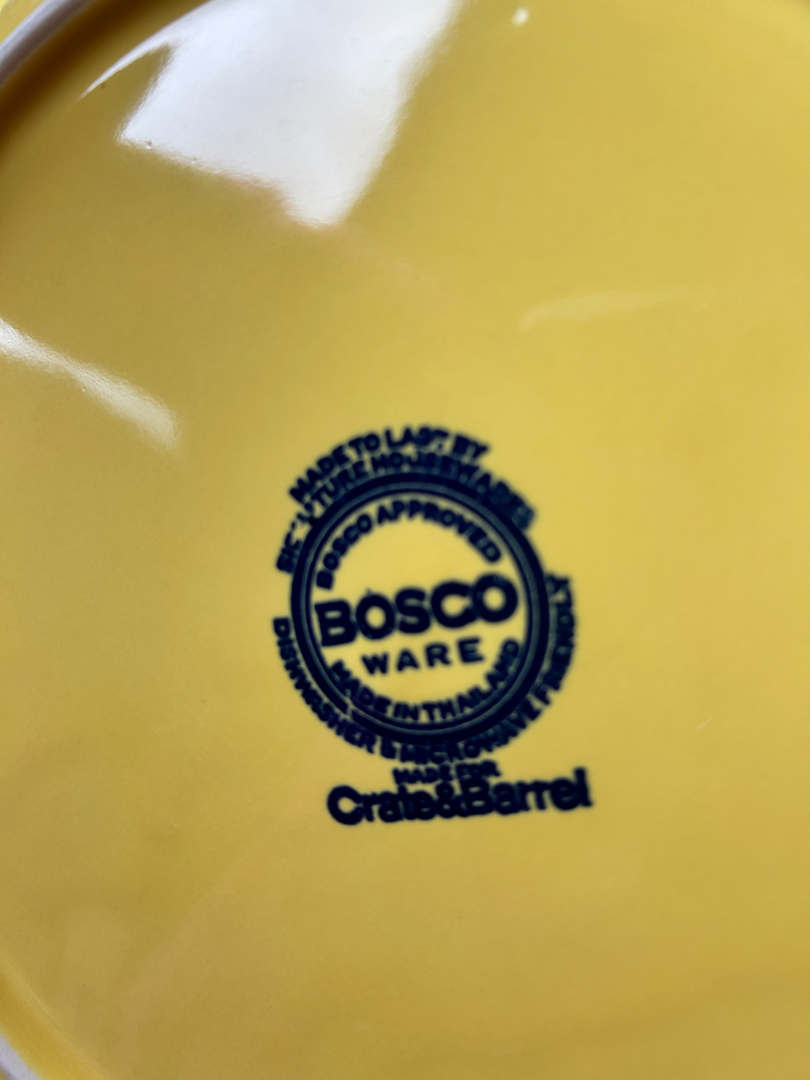 MADE TO LAST BY
HOUSEWARES
BOSCO APPROVED
BOSCO
WARE
MADE IN THAILAND
DISHWASHER & MICROWAVE FRIENDLY
MADE FOR
Crate&Barrel